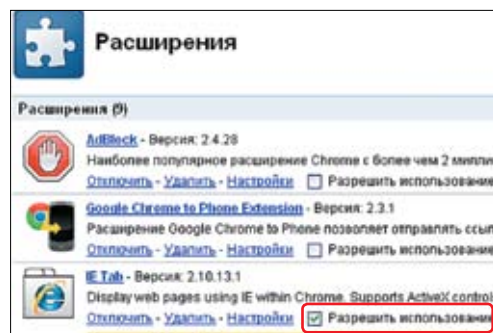 Расширения
Расширения (9)
AdBlock - Версия: 2.4.28
Наиболее популярное расширение Chrome с более чем 2 милли
Отключить - Удалить - Настройки Разрешить использование
Google Chrome to Phone Extension - Версия: 2.3.1
Расширение Google Chrome to Phone позволяет отправлять ссыл
Отключить - Удалить - Настройки Разрешить использование
IE Tab - Версия: 2.10.13.1
Display web pages using IE within Chrome. Supports ActiveX control
Отключить - Удалить - Настройки Разрешить использование